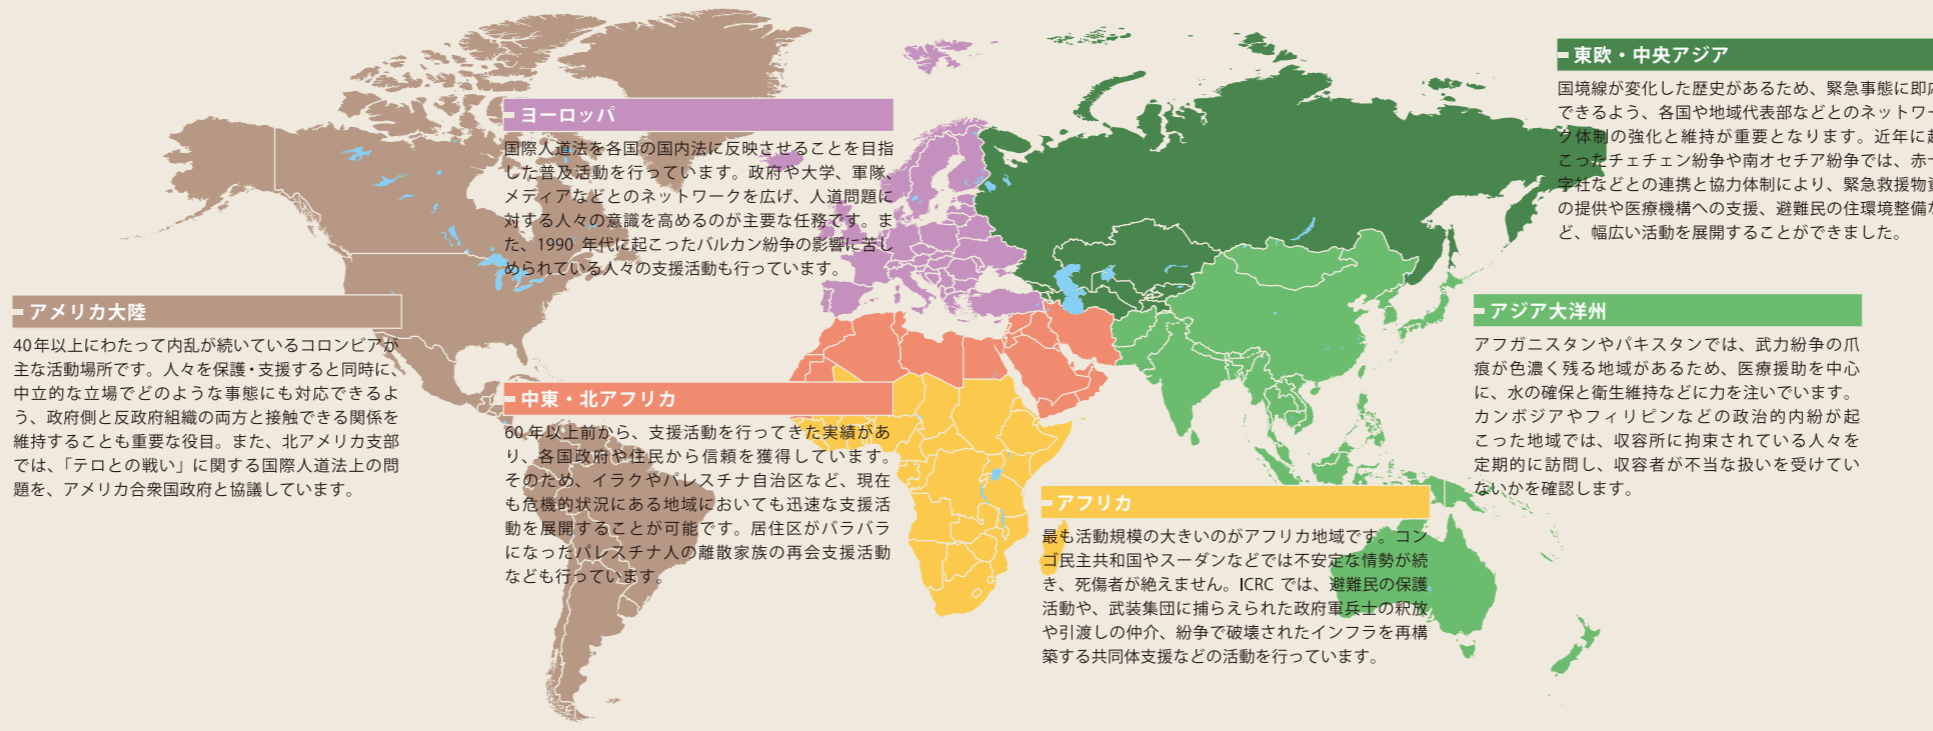 東欧・中央アジア
国境線が変化した歴史があるため、緊急事態に即
できるよう、各国や地域代表部などとのネットワー
ク体制の強化と維持が重要となります。近年に起
こったチェチェン紛争や南オセチア紛争では、赤十
字社などとの連携と協力体制により、緊急救援物資
の提供や医療機構への支援、避難民の住環境整備な
ど、幅広い活動を展開することができました。
ヨーロッパ
国際人道法を各国の国内法に反映させることを目指
した普及活動を行っています。政府や大学、軍隊、
メディアなどとのネットワークを広げ、人道問題に
対する人々の意識を高めるのが主要な任務です。ま
た、1990 年代に起こったバルカン紛争の影響に苦し
められている人々の支援活動も行っています。
アメリカ大陸
40年以上にわたって内乱が続いているコロンビアが
主な活動場所です。人々を保護・支援すると同時に、
中立的な立場でどのような事態にも対応できるよ
う、政府側と反政府組織の両方と接触できる関係を
維持することも重要な役目。また、北アメリカ支部
では、「テロとの戦い」に関する国際人道法上の問
題を、アメリカ合衆国政府と協議しています。
アジア大洋州
アフガニスタンやパキスタンでは、武力紛争の爪
痕が色濃く残る地域があるため、医療援助を中心
に、水の確保と衛生維持などに力を注いでいます。
カンボジアやフィリピンなどの政治的内紛が起
こった地域では、収容所に拘束されている人々を
定期的に訪問し、収容者が不当な扱いを受けてい
ないかを確認します。
中東・北アフリカ
60 年以上前から、支援活動を行ってきた実績があ
り、各国政府や住民から信頼を獲得しています。
そのため、イラクやパレスチナ自治区など、現在
も危機的状況にある地域においても迅速な支援活
動を展開することが可能です。居住区がバラバラ
になったパレスチナ人の離散家族の再会支援活動
なども行っています。
アフリカ
最も活動規模の大きいのがアフリカ地域です。コン
ゴ民主共和国やスーダンなどでは不安定な情勢が続
き、死傷者が絶えません。ICRC では、避難民の保護
活動や、武装集団に捕らえられた政府軍兵士の釈放
や引渡しの仲介、紛争で破壊されたインフラを再構
築する共同体支援などの活動を行っています。